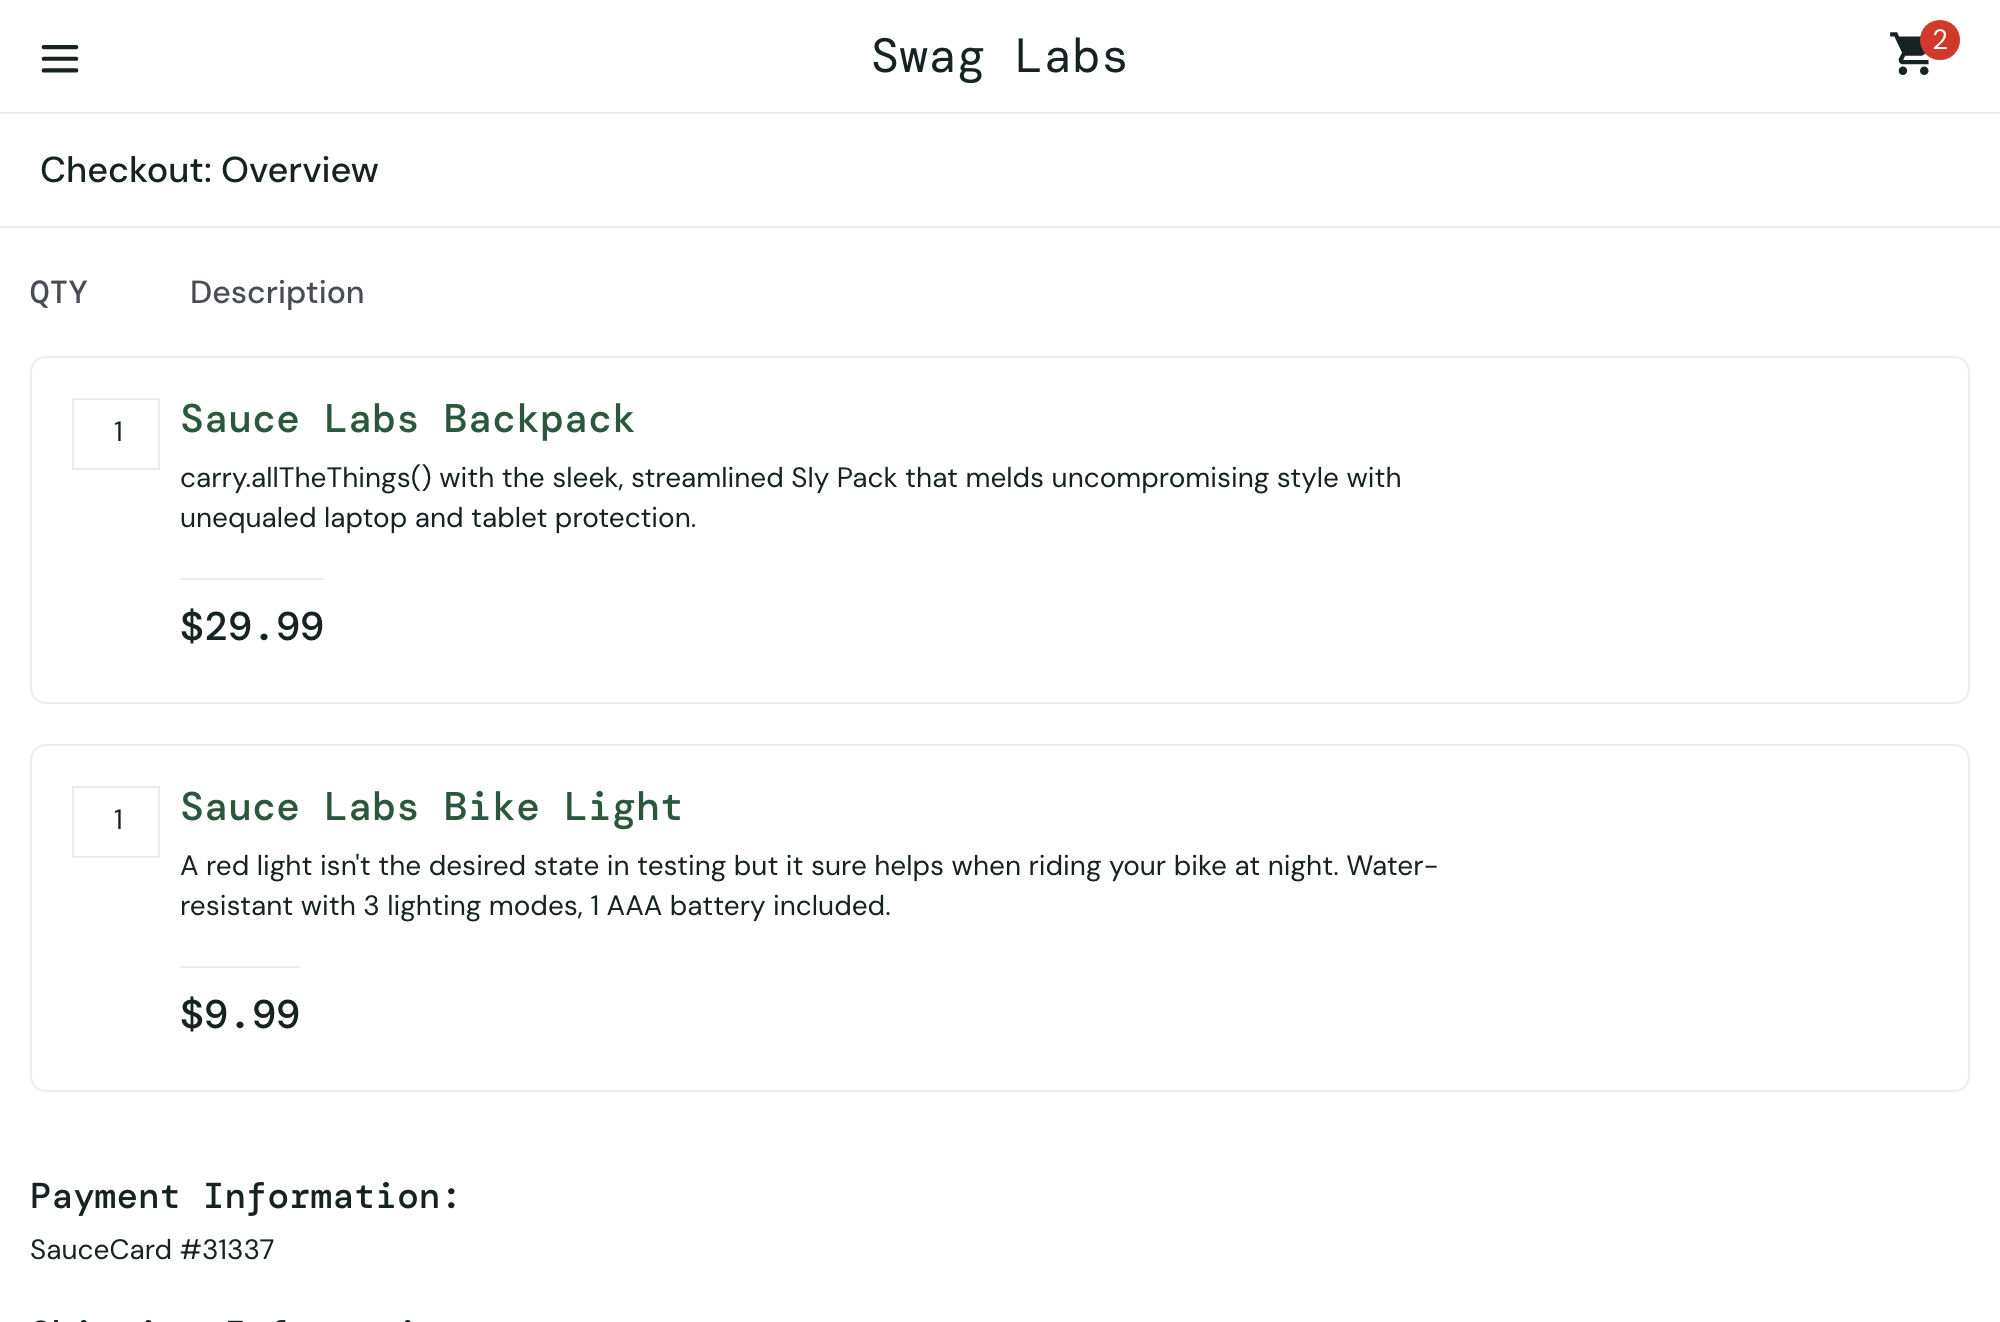 Swag Labs
2
Checkout: Overview
QTY Description
1
Sauce Labs Backpack
carry.allTheThings() with the sleek, streamlined Sly Pack that melds uncompromising style with
unequaled laptop and tablet protection.
$29.99
1
Sauce Labs Bike Light
A red light isn't the desired state in testing but it sure helps when riding your bike at night. Water-
resistant with 3 lighting modes, 1 AAA battery included.
$9.99
Payment Information:
SauceCard #31337